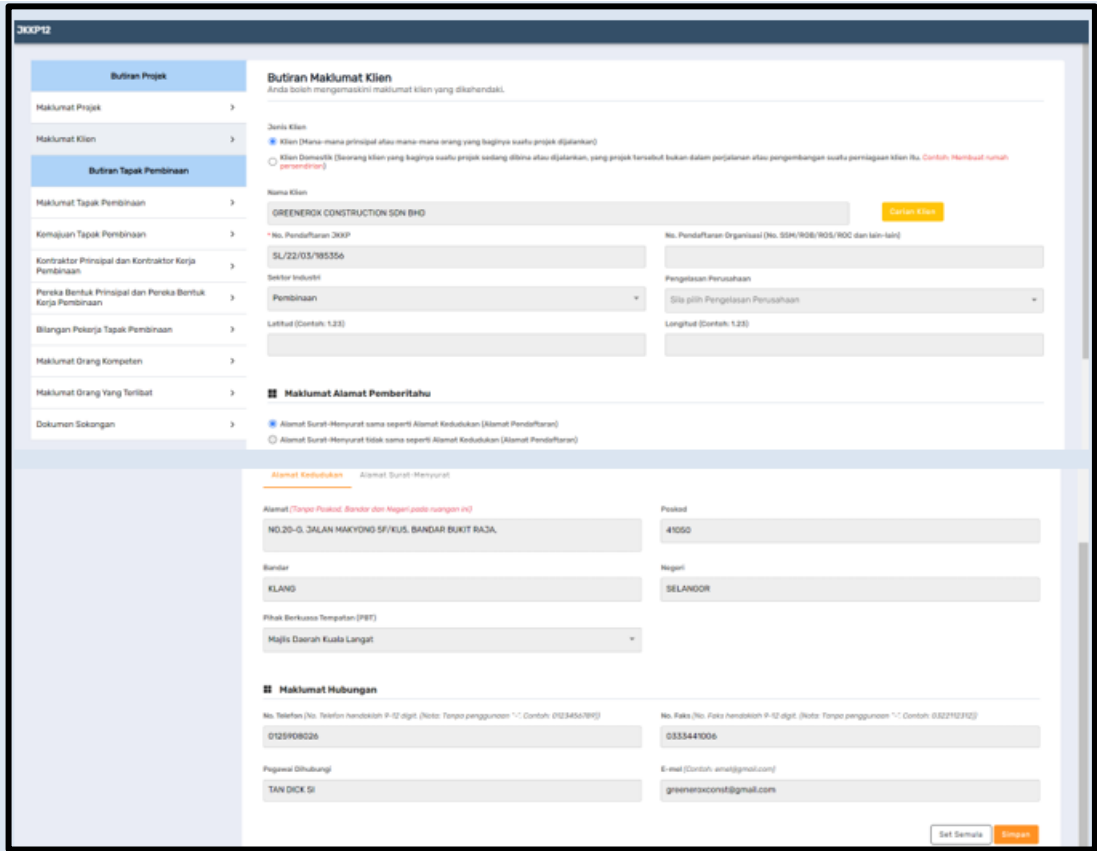 JKKP12
Butiran Projek
Maklumat Projek
Maklumat Klien
Butiran Tapak Pembinaan
Maklumat Tapak Pembinaan
Kemajuan Tapak Pembinaan
Kontraktor Prinsipal dan Kontraktor Kerja
Pembinaan
Pereka Bentuk Prinsipal dan Pereka Bentuk
Kerja Pembinaan
Bilangan Pekerja Tapak Pembinaan
Maklumat Orang Kompeten
Maklumat Orang Yang Terlibat
Dokumen Sokongan
Butiran Maklumat Klien
Anda boleh mengemaskini maklumat klien yang dikehendaki.
Jenis Klien
Klien (Mana-mana prinsipal atau mana-mana orang yang baginya suatu projek dijalankan)
Klien Domestik (Seorang klien yang baginya suatu projek sedang dibina atau dijalankan, yang projek tersebut bukan dalam perjalanan atau pengembangan suatu perniagaan klien itu. Contoh: Membuat rumah
persendirian)
Nama Klien
GREENEROX CONSTRUCTION SDN BHD
Carian Klien
* No. Pendaftaran JKKP
No. Pendaftaran Organisasi (No. SSM/ROB/ROS/ROC dan lain-lain)
SL/22/03/185356
Sektor Industri
Pengelasan Perusahaan
Pembinaan
Sila pilih Pengelasan Perusahaan
Latitud (Contoh: 1.23)
Longitud (Contoh: 1.23)
Maklumat Alamat Pemberitahu
Alamat Surat-Menyurat sama seperti Alamat Kedudukan (Alamat Pendaftaran)
Alamat Surat-Menyurat tidak sama seperti Alamat Kedudukan (Alamat Pendaftaran)
Alamat Kedudukan Alamat Surat-Menyurat
Alamat (Tanpa Poskod, Bandar dan Negeri pada ruangan ini)
Poskod
NO.20-G, JALAN MAKYONG 5F/KU5, BANDAR BUKIT RAJA,
41050
Bandar
Negeri
KLANG
SELANGOR
Pihak Berkuasa Tempatan (PBT)
Majlis Daerah Kuala Langat
Maklumat Hubungan
No. Telefon (No. Telefon hendaklah 9-12 digit. (Nota: Tanpa penggunaan "-". Contoh: 01234567891))
No. Faks (No. Faks hendaklah 9-12 digit. (Nota: Tanpa penggunaan "-". Contoh: 0322112312))
0125908026
0333441006
Pegawai Dihubungi
E-mel (Contoh: emel@gmail.com)
TAN DICK SI
greeneroxconst@gmail.com
Set Semula
Simpan